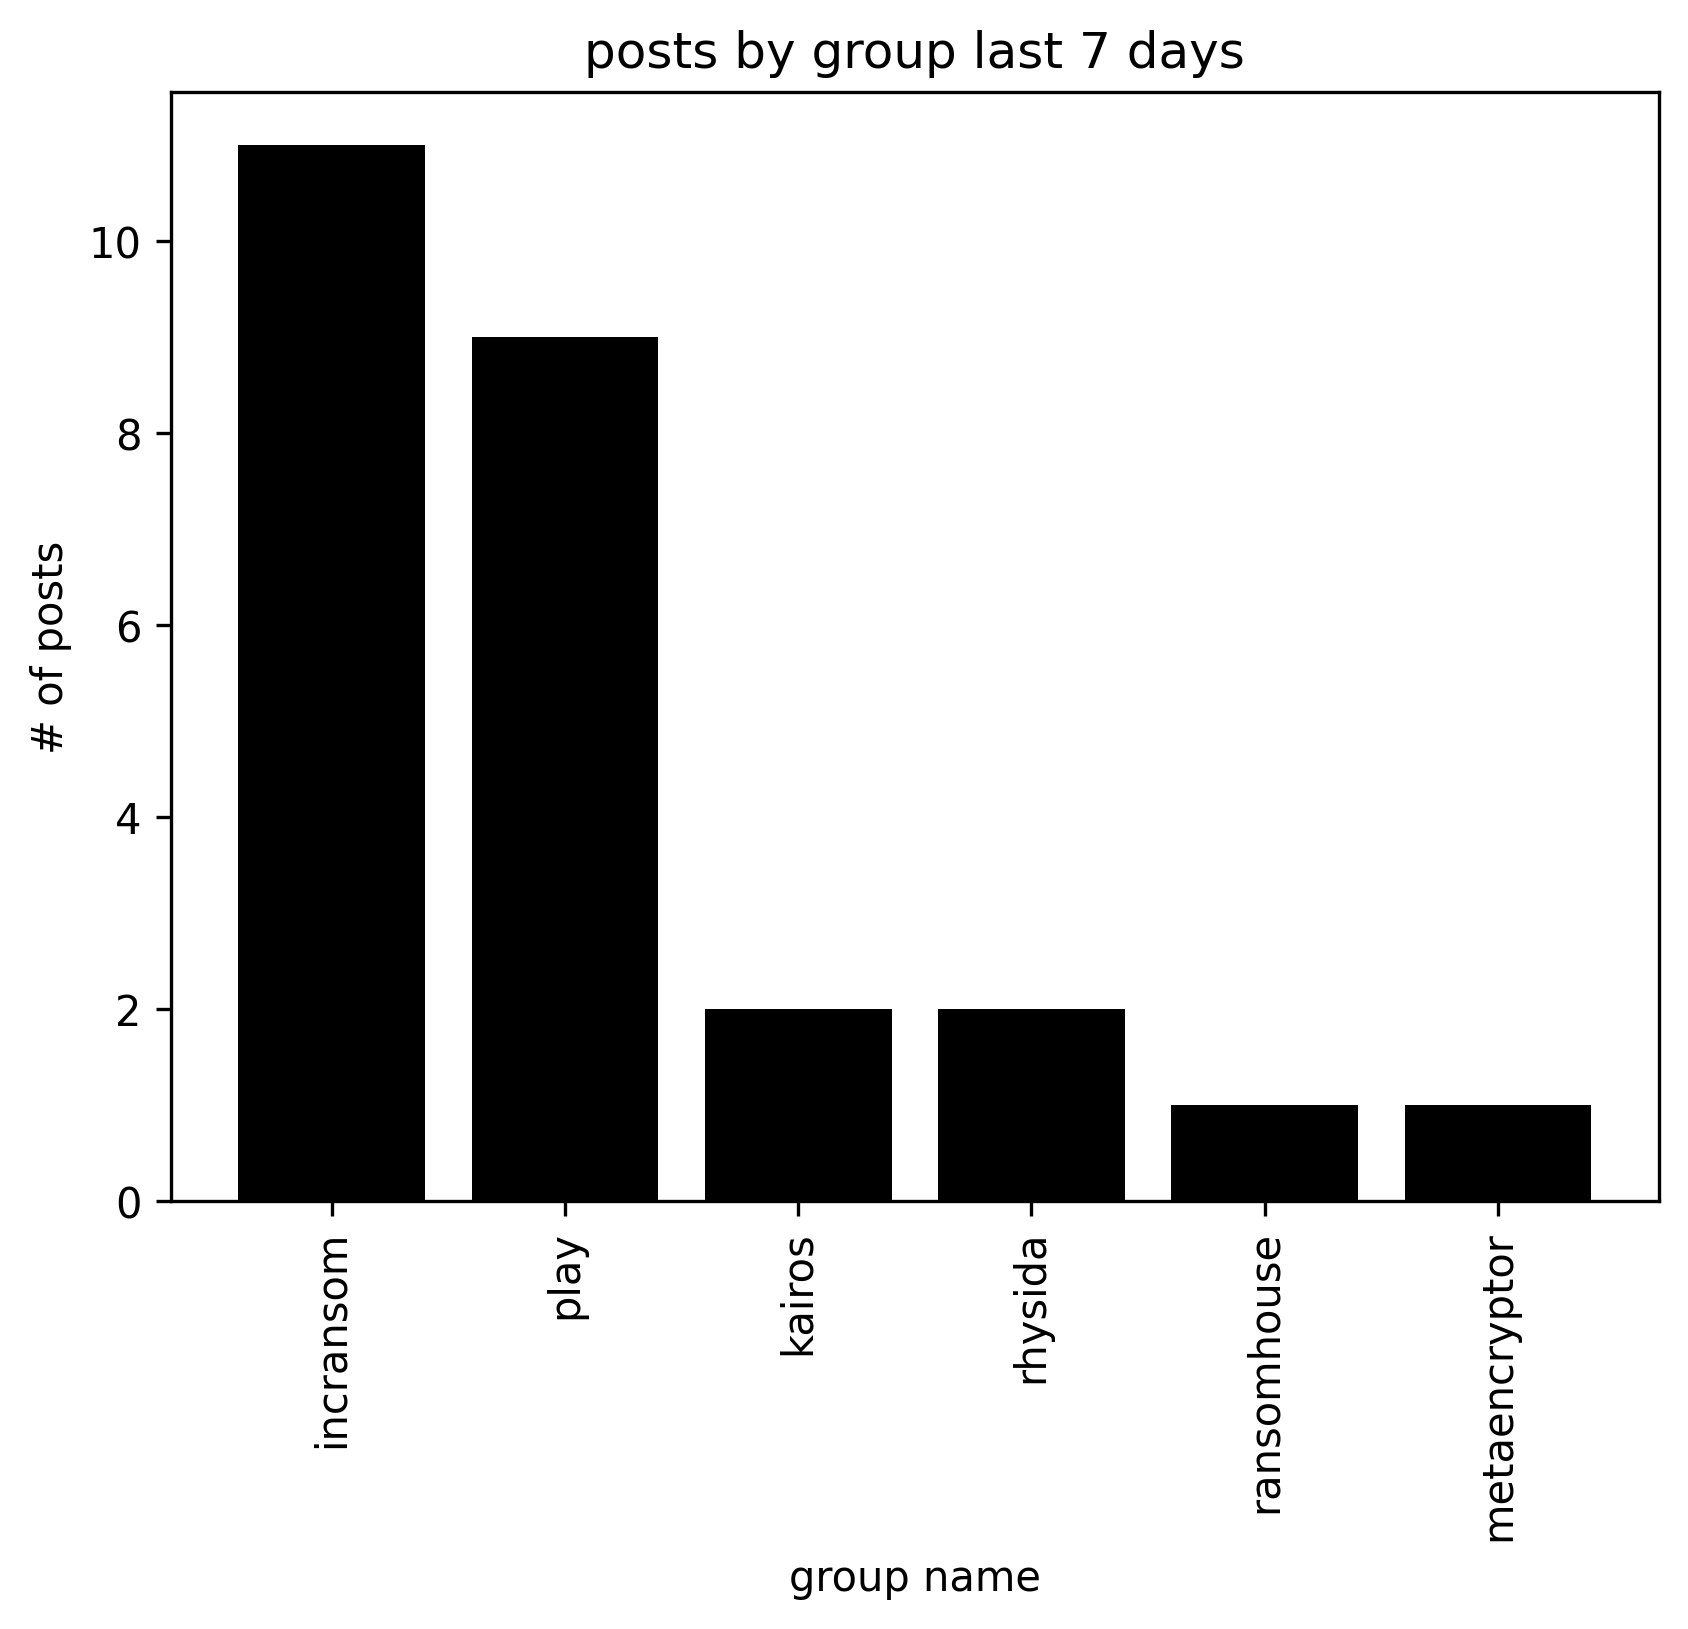 posts by group last 7 days
# of posts
10
8
6
4
2
0
incransom
play
kairos
rhysida
ransomhouse
metaencryptor
group name